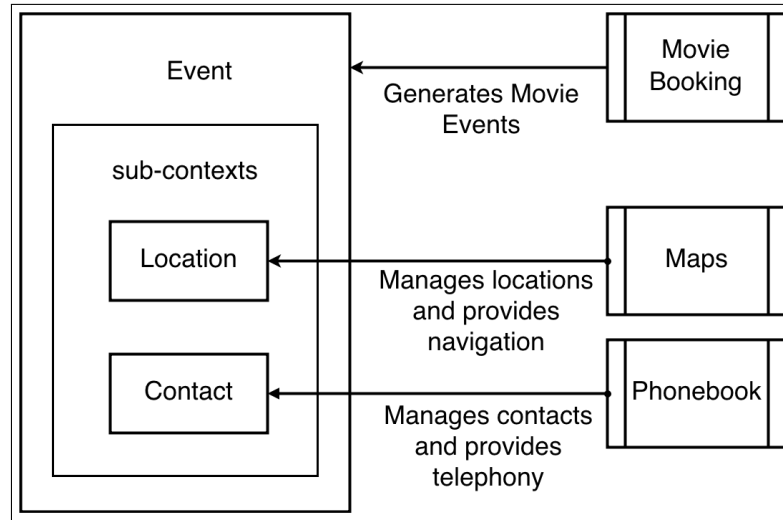 Event
sub-contexts
Location
Contact
Generates Movie
Events
Manages locations
and provides
navigation
Manages contacts
and provides
telephony
Movie
Booking
Maps
Phonebook